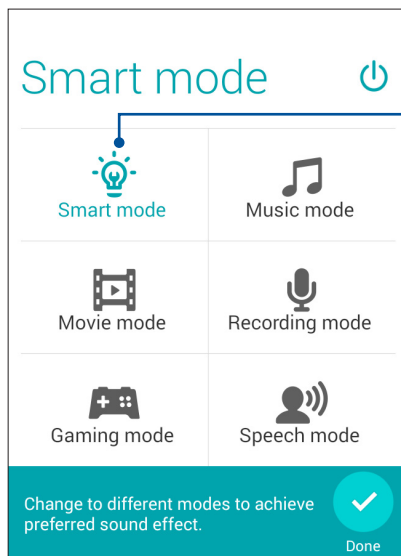 Smart mode
Smart mode
Music mode
Movie mode
Recording mode
Gaming mode
Speech mode
Change to different modes to achieve
preferred sound effect.
Done